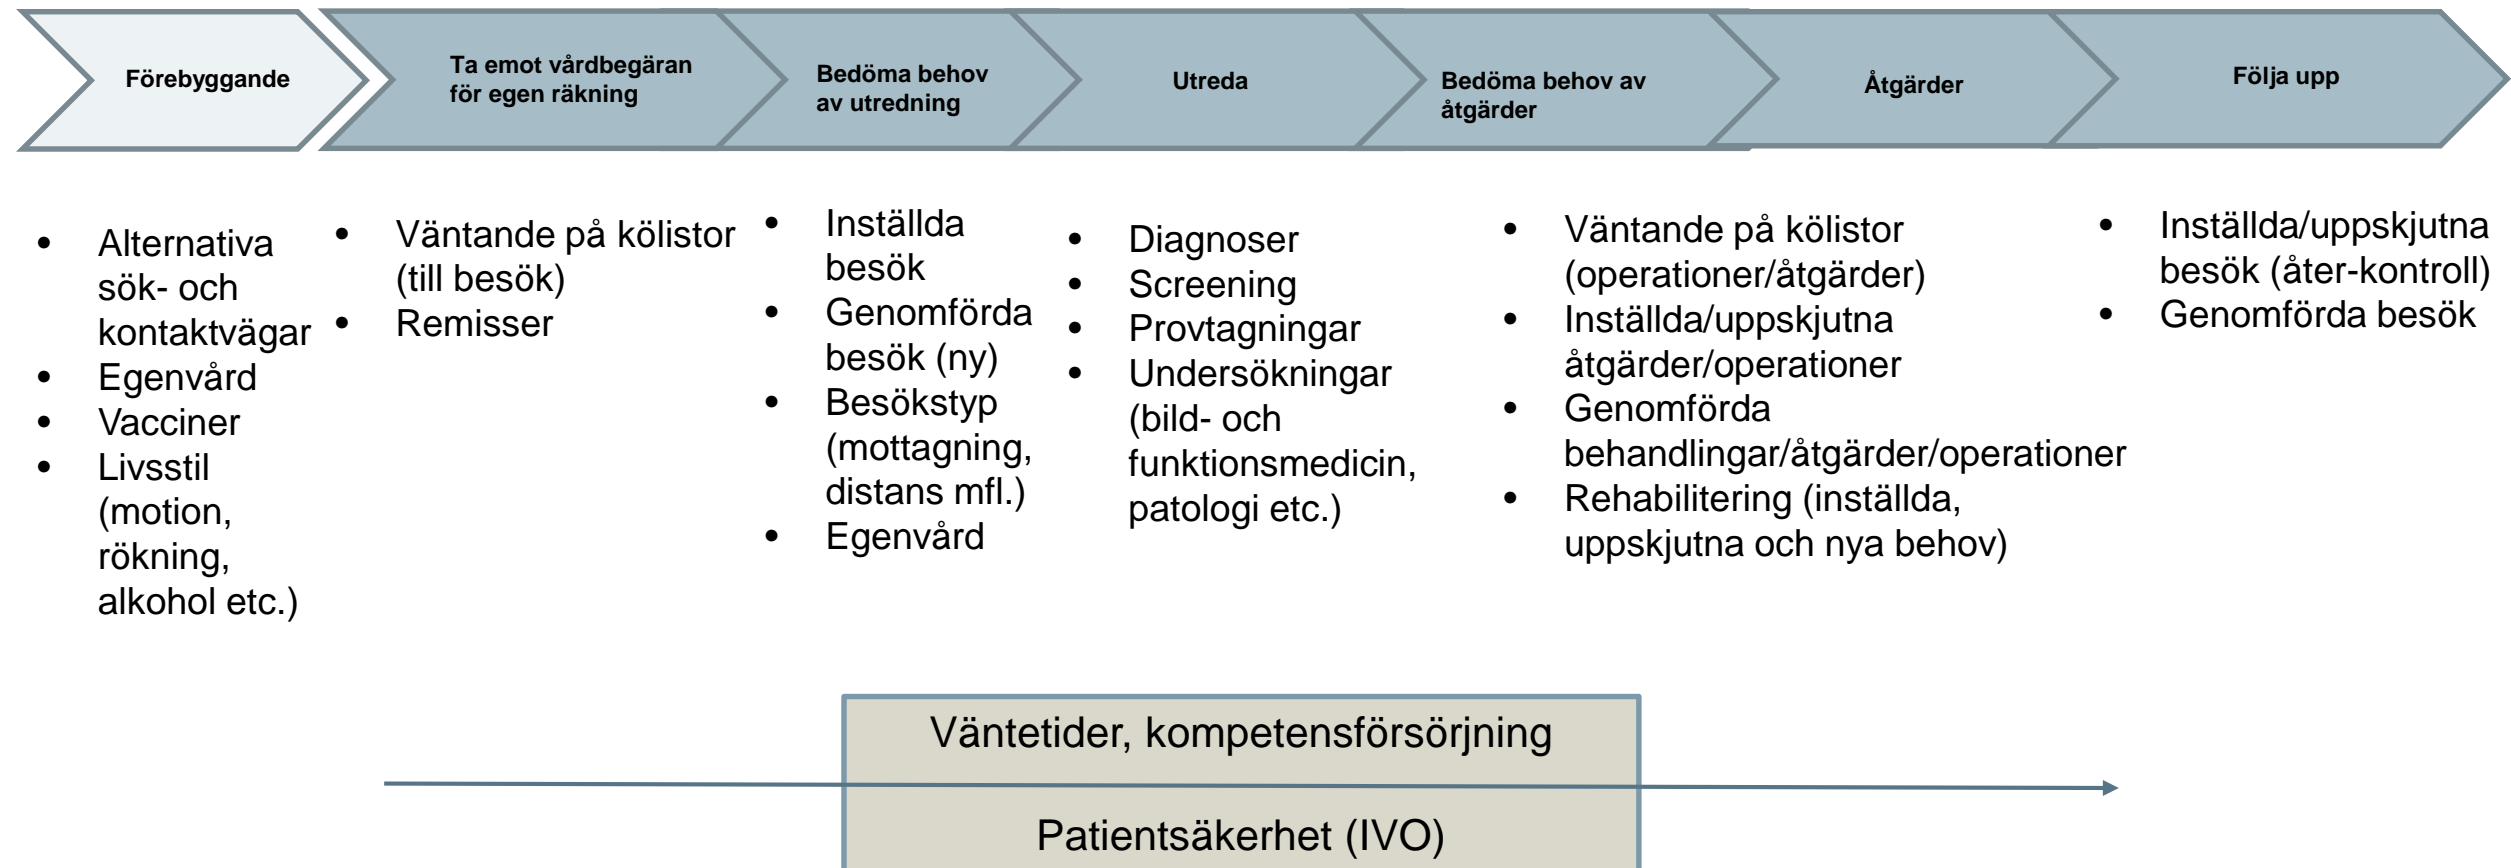 Förebyggande
Ta emot vårdbegäran
för egen räkning
Bedöma behov
av utredning
Utreda
Bedöma behov av
åtgärder
Åtgärder
Följa upp
• Alternativa
sök- och
kontaktvägar
• Egenvård
• Vacciner
• Livsstil
(motion,
rökning,
alkohol etc.)
• Väntande på kölistor
(till besök)
• Remisser
• Inställda
besök
• Genomförda
besök (ny)
• Besökstyp
(mottagning,
distans mfl.)
• Egenvård
• Diagnoser
• Screening
• Provtagningar
• Undersökningar
(bild- och
funktionsmedicin,
patologi etc.)
• Väntande på kölistor
(operationer/åtgärder)
• Inställda/uppskjutna
åtgärder/operationer
• Genomförda
behandlingar/åtgärder/operationer
• Rehabilitering (inställda,
uppskjutna och nya behov)
• Inställda/uppskjutna
besök (åter-kontroll)
• Genomförda besök
Väntetider, kompetensförsörjning
Patientsäkerhet (IVO)